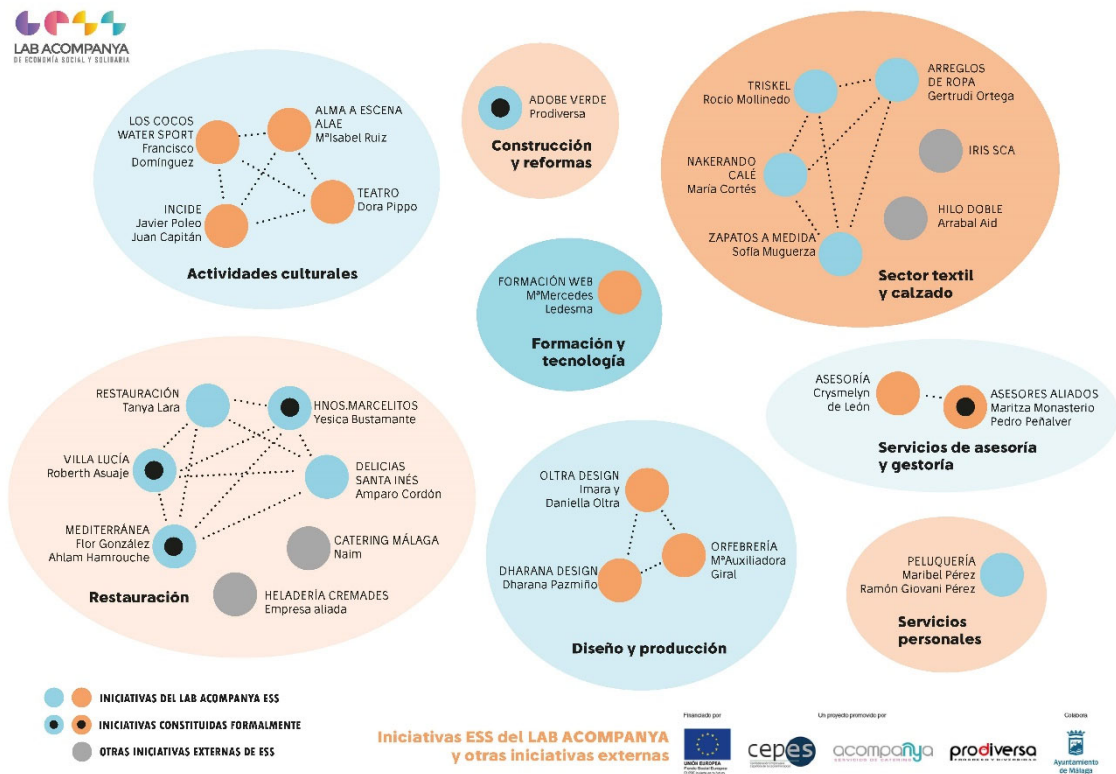 LAB ACOMPANYA
DE ECONOMÍA SOCIAL Y SOLIDARIA
LOS COCOS
WATER SPORT
Francisco
Domínguez
ALMA A ESCENA
ALAE
MªIsabel Ruiz
INCIDE
Javier Poleo
Juan Capitán
TEATRO
Dora Pippo
Actividades culturales
ADOBE VERDE
Prodiversa
Construcción
y reformas
TRISKEL
Rocío Mollinedo
ARREGLOS
DE ROPA
Gertrudi Ortega
NAKERANDO
CALÉ
María Cortés
IRIS SCA
HILO DOBLE
Arrabal Aid
ZAPATOS A MEDIDA
Sofía Muguerza
Sector textil
y calzado
FORMACIÓN WEB
MªMercedes
Ledesma
Formación y
tecnología
RESTAURACIÓN
Tanya Lara
HNOS.MARCELITOS
Yesica Bustamante
VILLA LUCÍA
Roberth Asuaje
DELICIAS
SANTA INÉS
Amparo Cordón
MEDITERRÁNEA
Flor González
Ahlam Hamrouche
CATERING MÁLAGA
Naim
HELADERÍA CREMADES
Empresa aliada
Restauración
ASESORÍA
Crysmelyn
de León
ASESORES ALIADOS
Maritza Monasterio
Pedro Peñalver
Servicios de asesoría
y gestoría
OLTRA DESIGN
Imara y
Daniella Oltra
ORFEBRERÍA
MªAuxiliadora
Giral
DHARANA DESIGN
Dharana Pazmiño
Diseño y producción
PELUQUERÍA
Maribel Pérez
Ramón Giovani Pérez
Servicios
personales
INICIATIVAS DEL LAB ACOMPANYA ESS
INICIATIVAS CONSTITUIDAS FORMALMENTE
OTRAS INICIATIVAS EXTERNAS DE ESS
Iniciativas ESS del LAB ACOMPANYA
y otras iniciativas externas
Financiado por
UNIÓN EUROPEA
Fondo Social Europeo
Un proyecto promovido por
cepes
acompanya
SERVICIOS DE CATERING
prodiversa
PROGRESO Y DIVERSIDAD
Colabora
Ayuntamiento
de Málaga